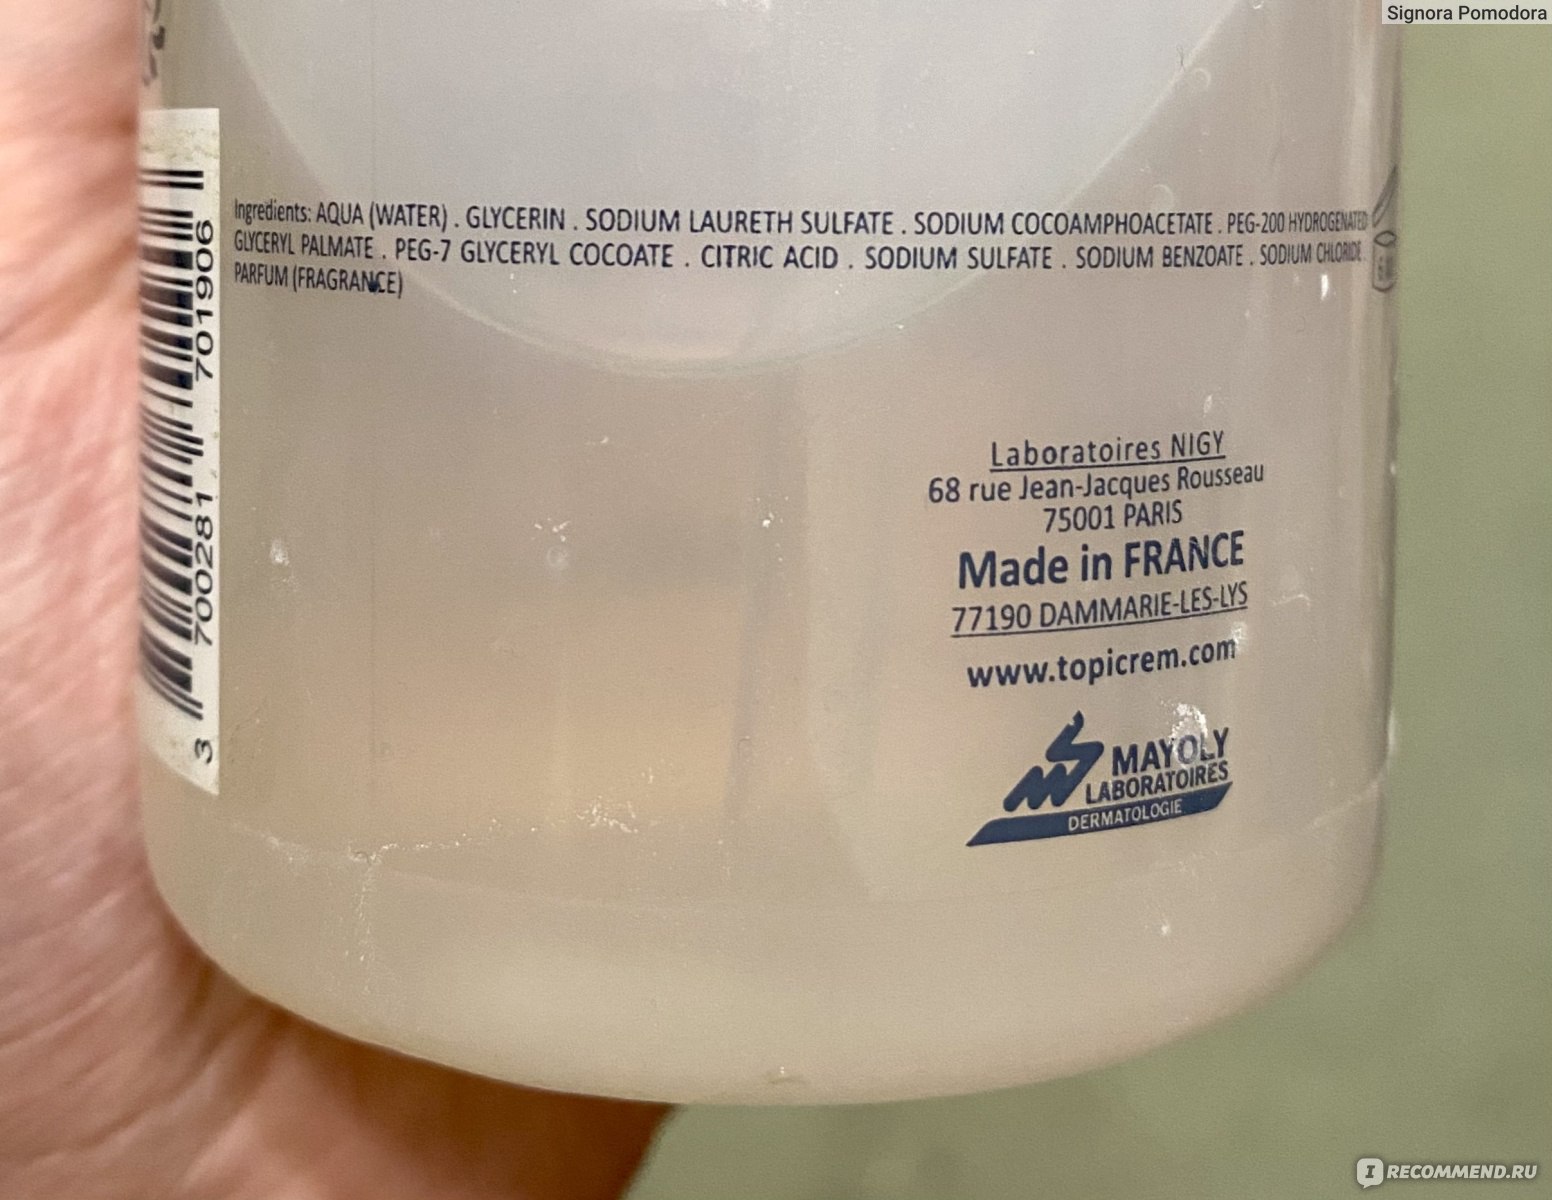 Signora Pomodora
Ingredients: AQUA (WATER) . GLYCERIN . SODIUM LAURETH SULFATE . SODIUM COCOAMPHOACETATE . PEG-200 HYDROGENATED
GLYCERYL PALMATE . PEG-7 GLYCERYL COCOATE . CITRIC ACID . SODIUM SULFATE . SODIUM BENZOATE . SODIUM CHLORIDE .
PARFUM (FRAGRANCE)
3 700281 701906
Laboratoires NIGY
68 rue Jean-Jacques Rousseau
75001 PARIS
Made in FRANCE
77190 DAMMARIE-LES-LYS
www.topicrem.com
MAYOLY
LABORATOIRES
DERMATOLOGIE
IRECOMMEND.RU